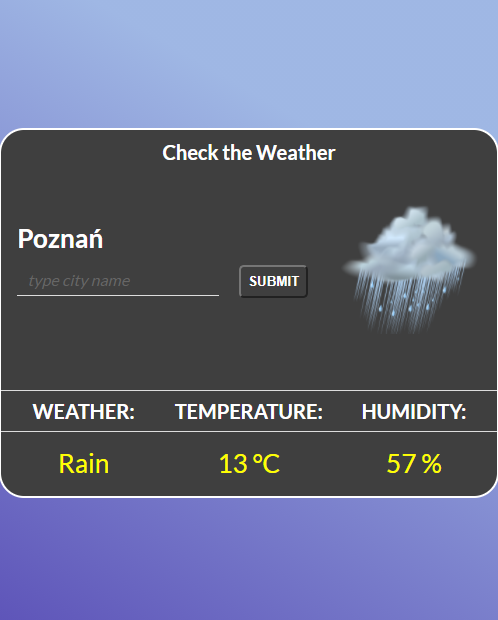 Check the Weather
Poznań
type city name
SUBMIT
WEATHER: TEMPERATURE: HUMIDITY:
Rain 13 °C 57 %